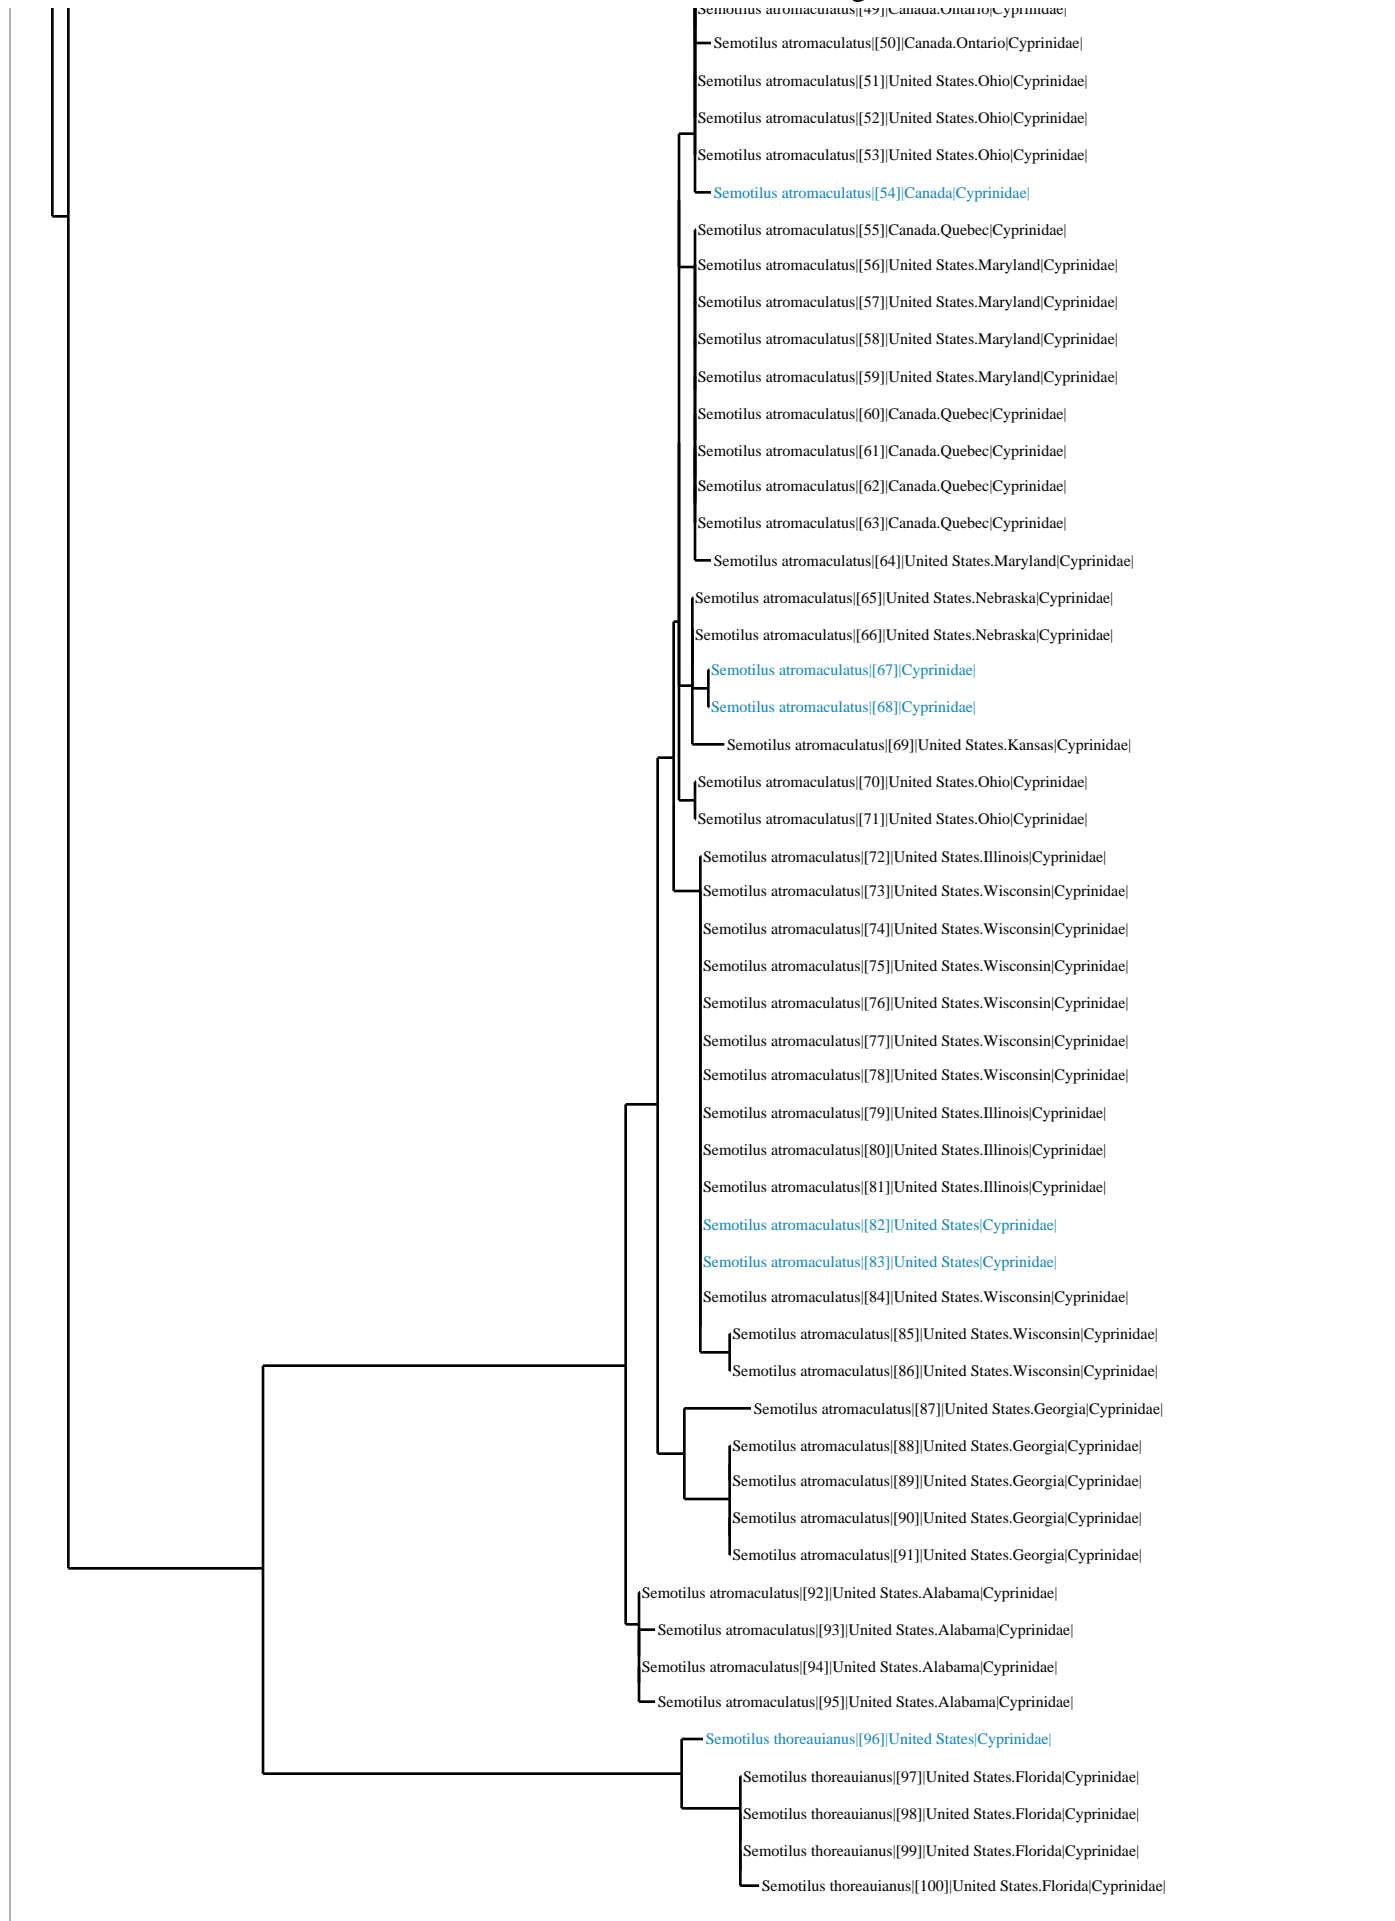 Semotilus atromaculatus|[49]|Canada.Ontario|Cyprinidae|
Semotilus atromaculatus|[50]|Canada.Ontario|Cyprinidae|
Semotilus atromaculatus|[51]|United States.Ohio|Cyprinidae|
Semotilus atromaculatus|[52]|United States.Ohio|Cyprinidae|
Semotilus atromaculatus|[53]|United States.Ohio|Cyprinidae|
Semotilus atromaculatus|[54]|Canada|Cyprinidae|
Semotilus atromaculatus|[55]|Canada.Quebec|Cyprinidae|
Semotilus atromaculatus|[56]|United States.Maryland|Cyprinidae|
Semotilus atromaculatus|[57]|United States.Maryland|Cyprinidae|
Semotilus atromaculatus|[58]|United States.Maryland|Cyprinidae|
Semotilus atromaculatus|[59]|United States.Maryland|Cyprinidae|
Semotilus atromaculatus|[60]|Canada.Quebec|Cyprinidae|
Semotilus atromaculatus|[61]|Canada.Quebec|Cyprinidae|
Semotilus atromaculatus|[62]|Canada.Quebec|Cyprinidae|
Semotilus atromaculatus|[63]|Canada.Quebec|Cyprinidae|
Semotilus atromaculatus|[64]|United States.Maryland|Cyprinidae|
Semotilus atromaculatus|[65]|United States.Nebraska|Cyprinidae|
Semotilus atromaculatus|[66]|United States.Nebraska|Cyprinidae|
Semotilus atromaculatus|[67]|Cyprinidae|
Semotilus atromaculatus|[68]|Cyprinidae|
Semotilus atromaculatus|[69]|United States.Kansas|Cyprinidae|
Semotilus atromaculatus|[70]|United States.Ohio|Cyprinidae|
Semotilus atromaculatus|[71]|United States.Ohio|Cyprinidae|
Semotilus atromaculatus|[72]|United States.Illinois|Cyprinidae|
Semotilus atromaculatus|[73]|United States.Wisconsin|Cyprinidae|
Semotilus atromaculatus|[74]|United States.Wisconsin|Cyprinidae|
Semotilus atromaculatus|[75]|United States.Wisconsin|Cyprinidae|
Semotilus atromaculatus|[76]|United States.Wisconsin|Cyprinidae|
Semotilus atromaculatus|[77]|United States.Wisconsin|Cyprinidae|
Semotilus atromaculatus|[78]|United States.Wisconsin|Cyprinidae|
Semotilus atromaculatus|[79]|United States.Illinois|Cyprinidae|
Semotilus atromaculatus|[80]|United States.Illinois|Cyprinidae|
Semotilus atromaculatus|[81]|United States.Illinois|Cyprinidae|
Semotilus atromaculatus|[82]|United States|Cyprinidae|
Semotilus atromaculatus|[83]|United States|Cyprinidae|
Semotilus atromaculatus|[84]|United States.Wisconsin|Cyprinidae|
Semotilus atromaculatus|[85]|United States.Wisconsin|Cyprinidae|
Semotilus atromaculatus|[86]|United States.Wisconsin|Cyprinidae|
Semotilus atromaculatus|[87]|United States.Georgia|Cyprinidae|
Semotilus atromaculatus|[88]|United States.Georgia|Cyprinidae|
Semotilus atromaculatus|[89]|United States.Georgia|Cyprinidae|
Semotilus atromaculatus|[90]|United States.Georgia|Cyprinidae|
Semotilus atromaculatus|[91]|United States.Georgia|Cyprinidae|
Semotilus atromaculatus|[92]|United States.Alabama|Cyprinidae|
Semotilus atromaculatus|[93]|United States.Alabama|Cyprinidae|
Semotilus atromaculatus|[94]|United States.Alabama|Cyprinidae|
Semotilus atromaculatus|[95]|United States.Alabama|Cyprinidae|
Semotilus thoreauianus|[96]|United States|Cyprinidae|
Semotilus thoreauianus|[97]|United States.Florida|Cyprinidae|
Semotilus thoreauianus|[98]|United States.Florida|Cyprinidae|
Semotilus thoreauianus|[99]|United States.Florida|Cyprinidae|
Semotilus thoreauianus|[100]|United States.Florida|Cyprinidae|